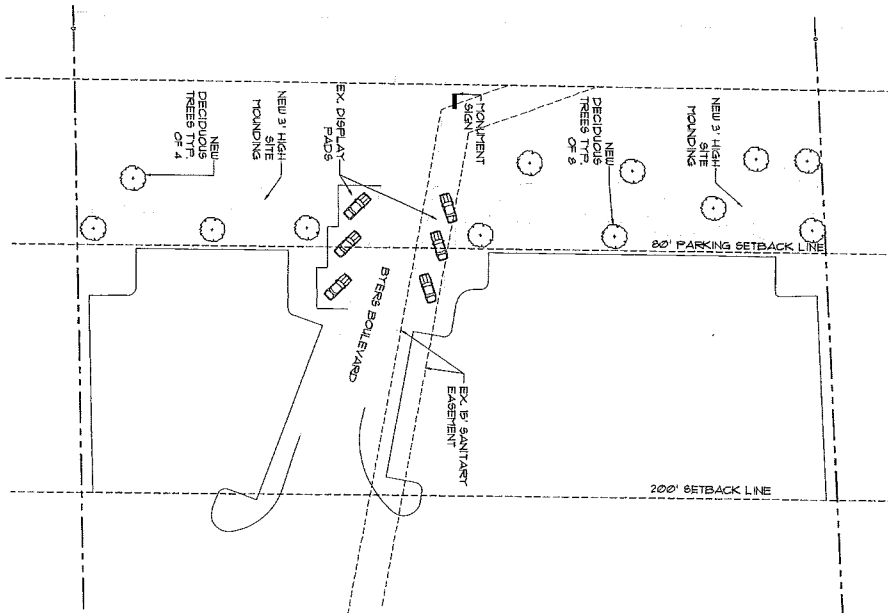 NEW
DECIDUOUS
TREES TYP.
OF 4
NEW 3' HIGH
SITE
MOUNDING
EX. DISPLAY
PADS
MONUMENT
SIGN
NEW
DECIDUOUS
TREES TYP.
OF 8
NEW 3' HIGH
SITE
MOUNDING
80' PARKING SETBACK LINE
BYERS BOULEVARD
EX. 15' SANITARY
EASEMENT
200' SETBACK LINE